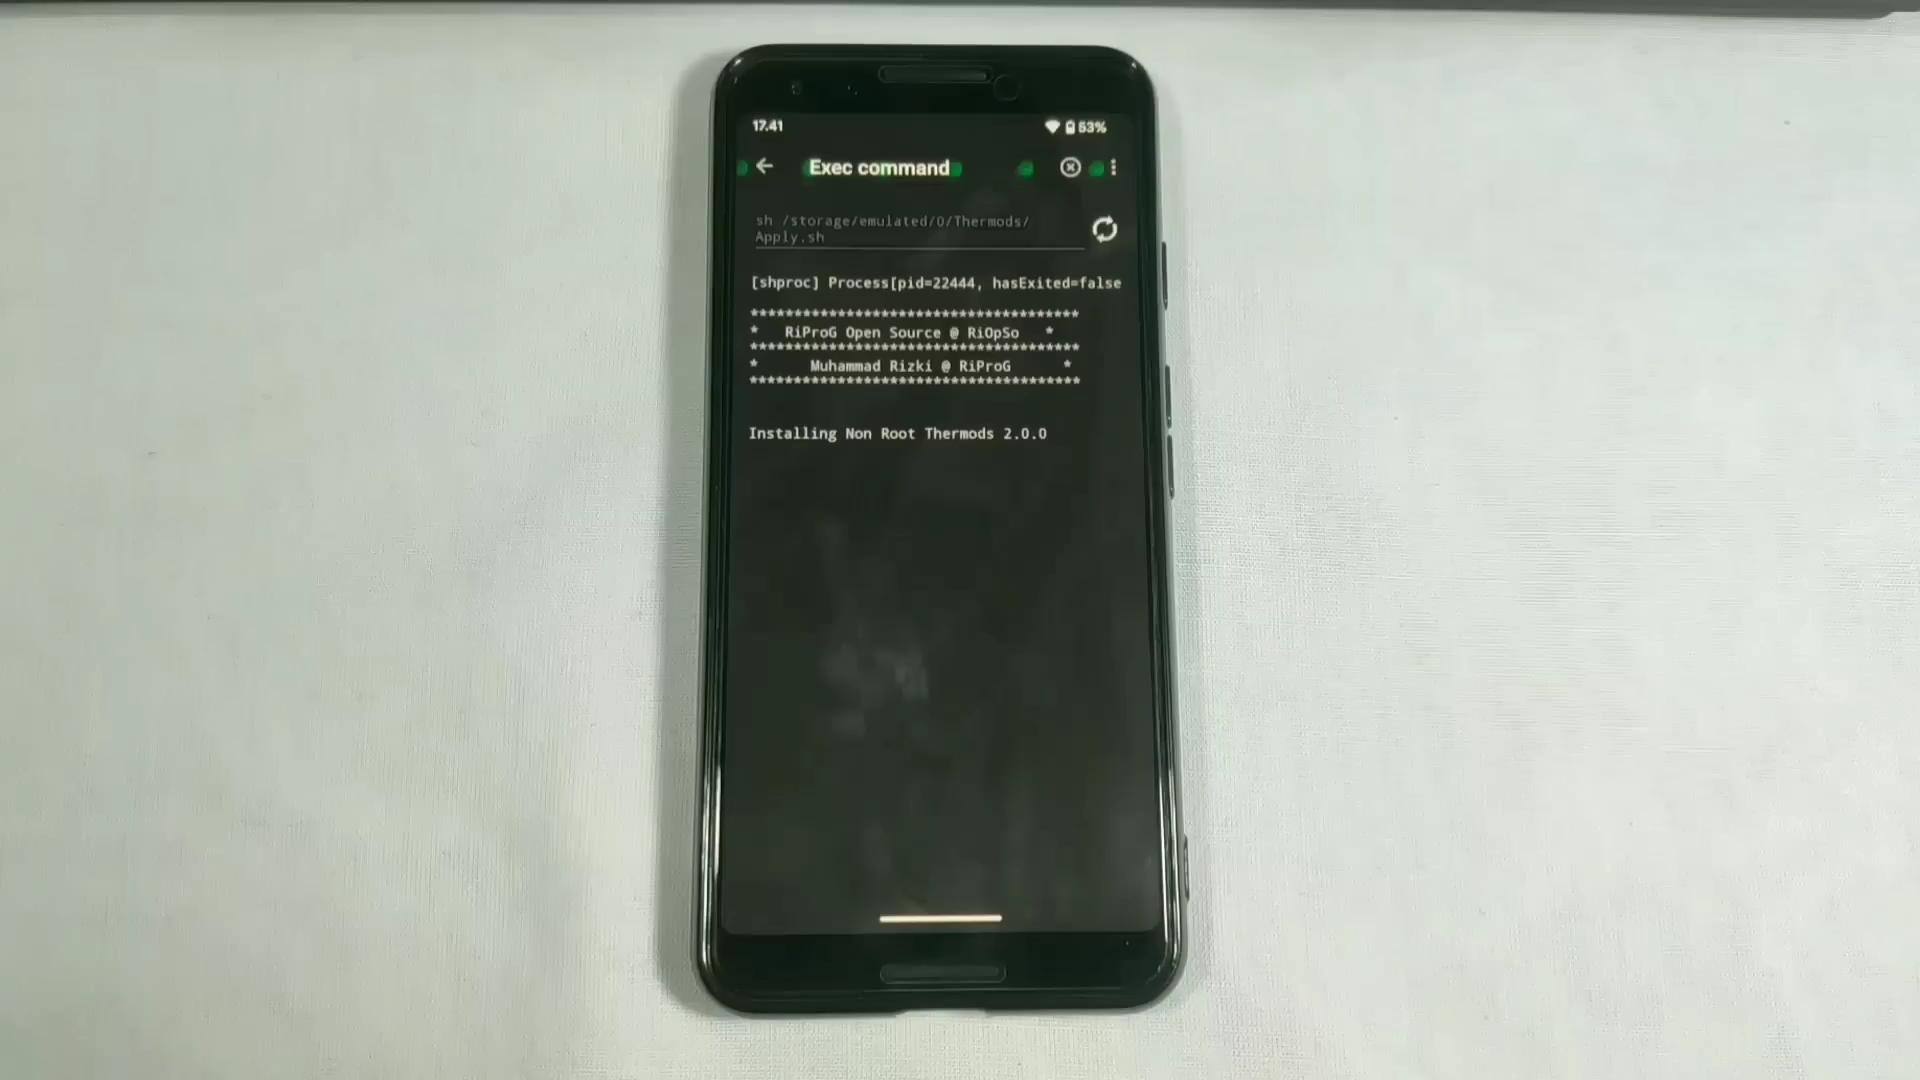 17.41
53%
Exec command
sh /storage/emulated/0/Thermods/
Apply.sh
[shproc] Process[pid=22444, hasExited=false
**************************************
* RiProG Open Source @ RiOpSo *
**************************************
* Muhammad Rizki @ RiProG *
**************************************
Installing Non Root Thermods 2.0.0